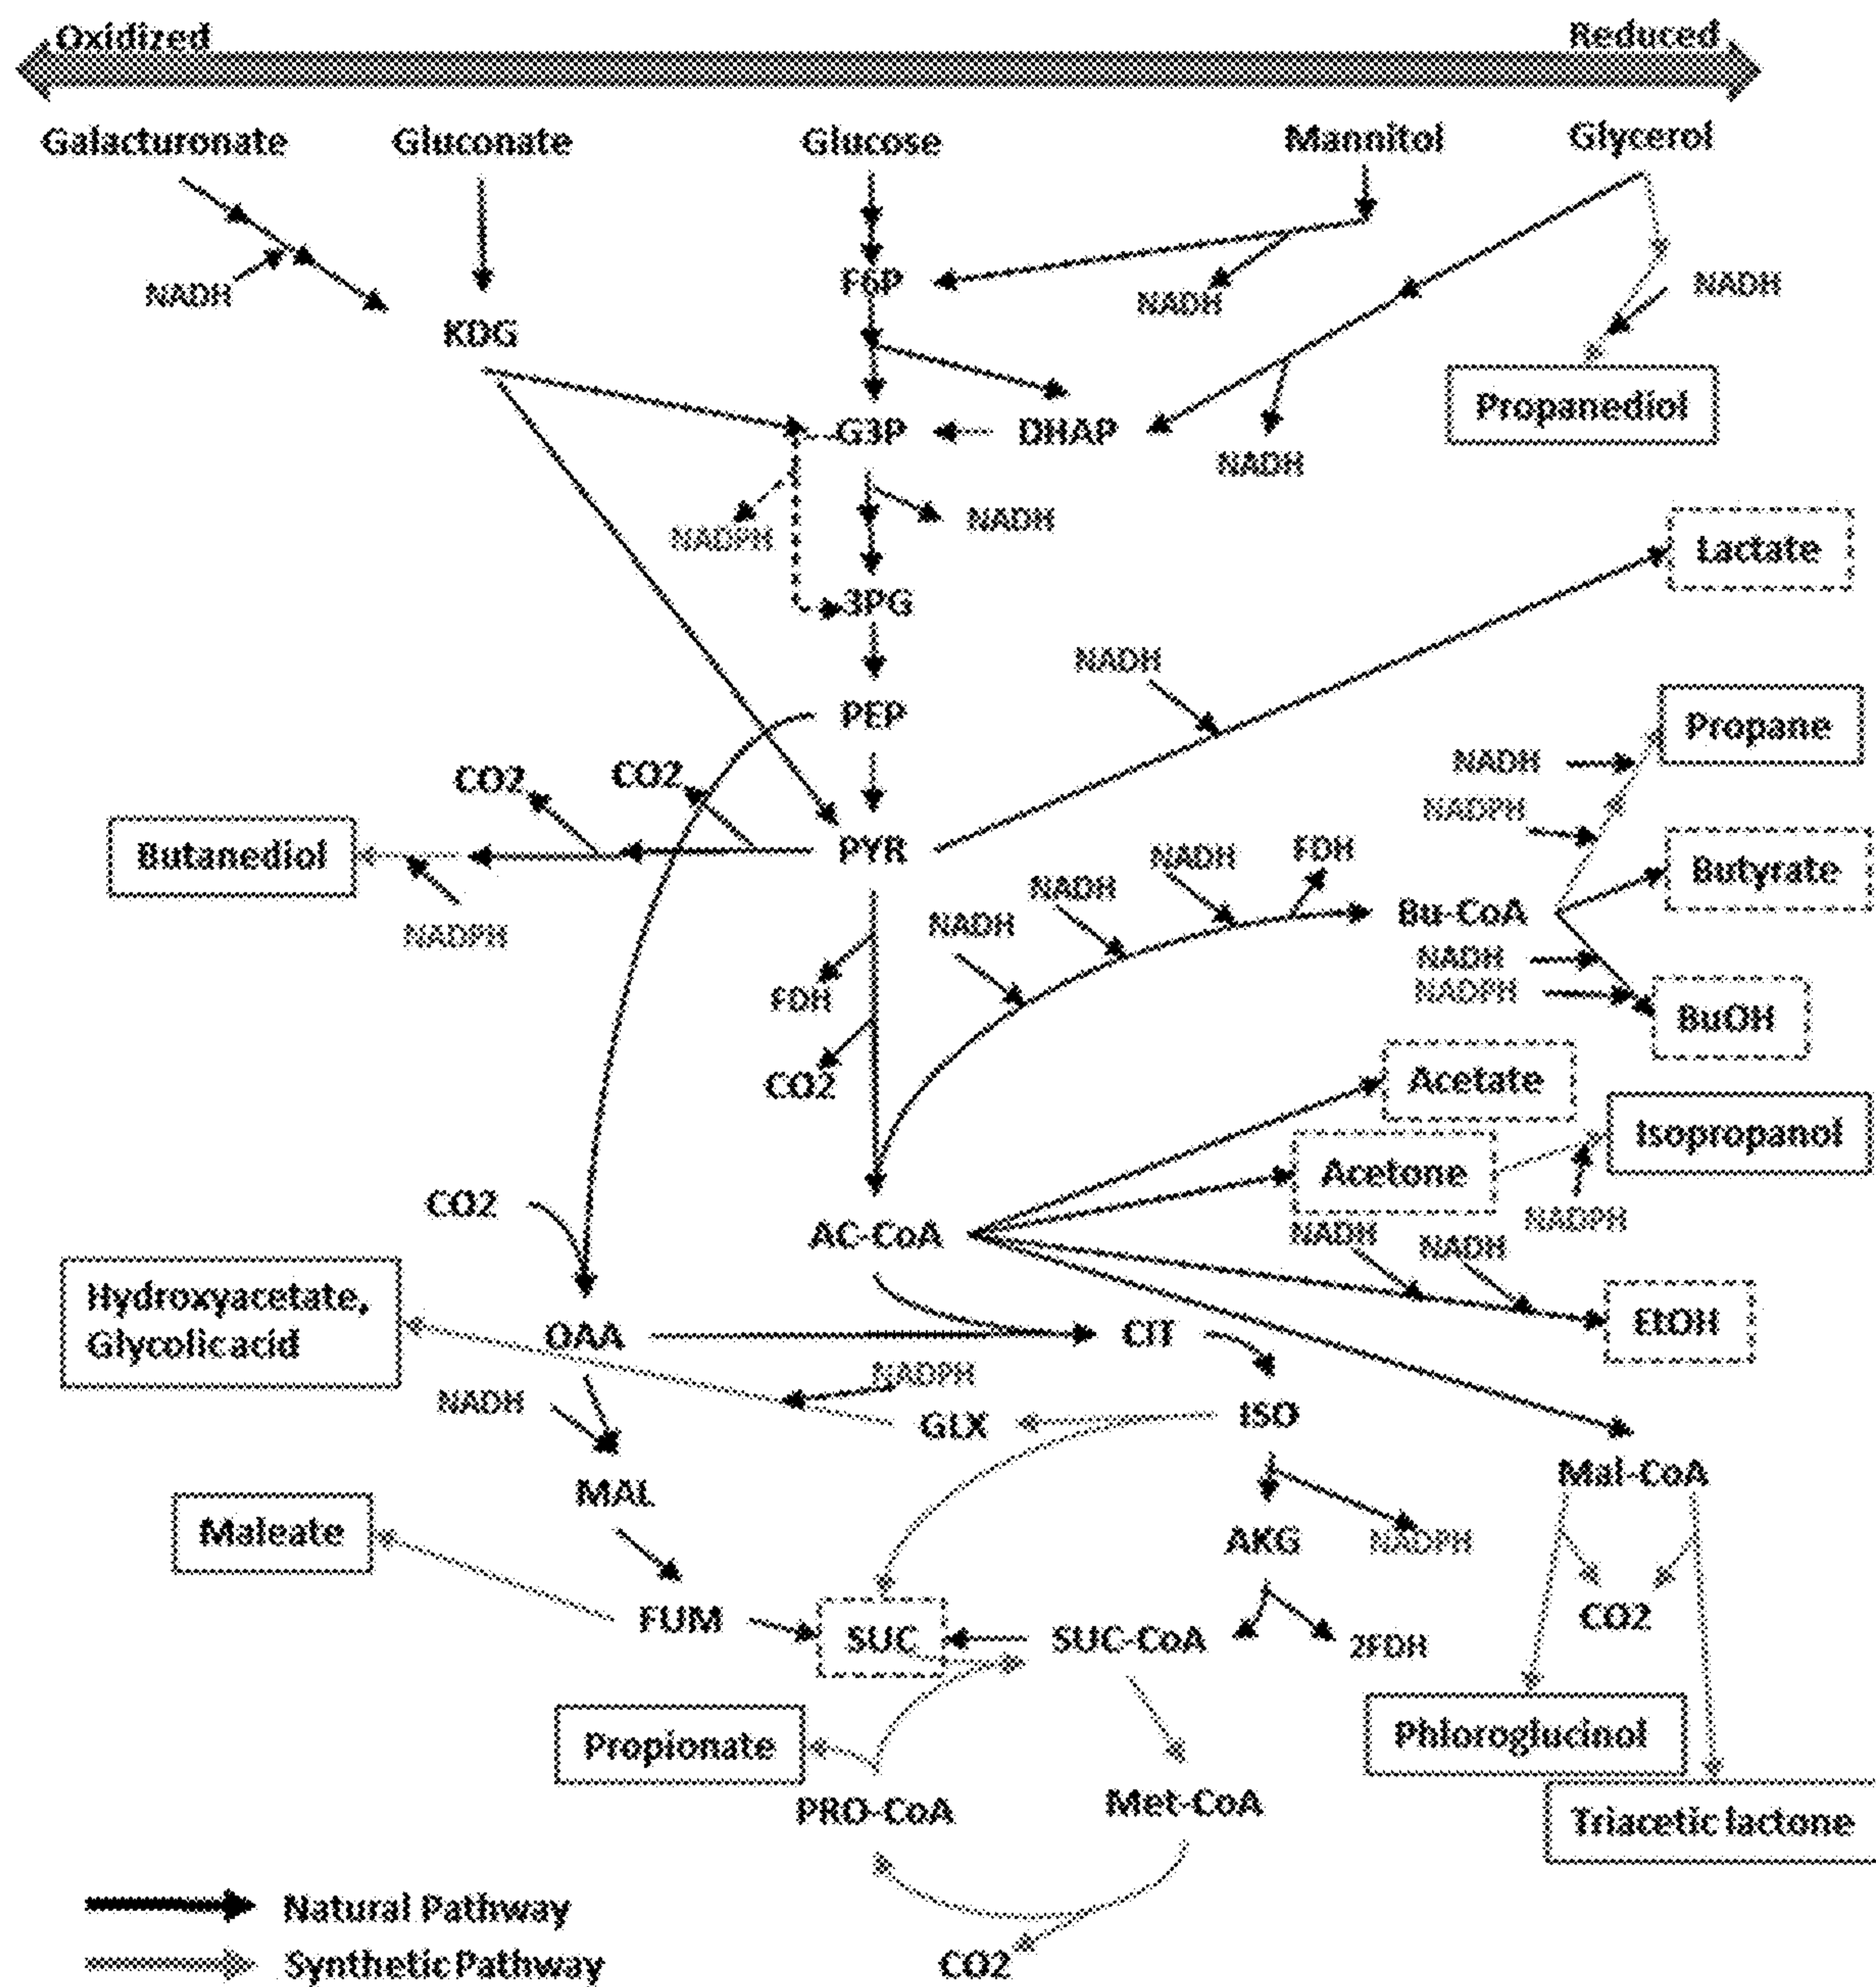 Oxidized
Reduced
Galacturonate
Gluconate
Glucose
Mannitol
Glycerol
NADH
F6P
NADH
NADH
KDG
Propanediol
G3P
DHAP
NADH
NADPH
NADH
Lactate
3PG
NADH
PEP
Propane
NADH
CO2
CO2
NADPH
Butanediol
PYR
NADH
FDH
Butyrate
NADH
Bu-CoA
NADPH
NADH
NADH
NADPH
FDH
BuOH
CO2
Acetate
Isopropanol
Acetone
CO2
NADPH
AC-CoA
NADH
NADH
Hydroxyacetate,
Glycolic acid
OAA
CIT
EtOH
NADPH
NADH
GLX
ISO
MAL
Mal-CoA
Maleate
AKG
NADPH
FUM
CO2
SUC
SUC-CoA
2FDH
Propionate
Phloroglucinol
PRO-CoA
Met-CoA
Triacetic lactone
Natural Pathway
CO2
Synthetic Pathway